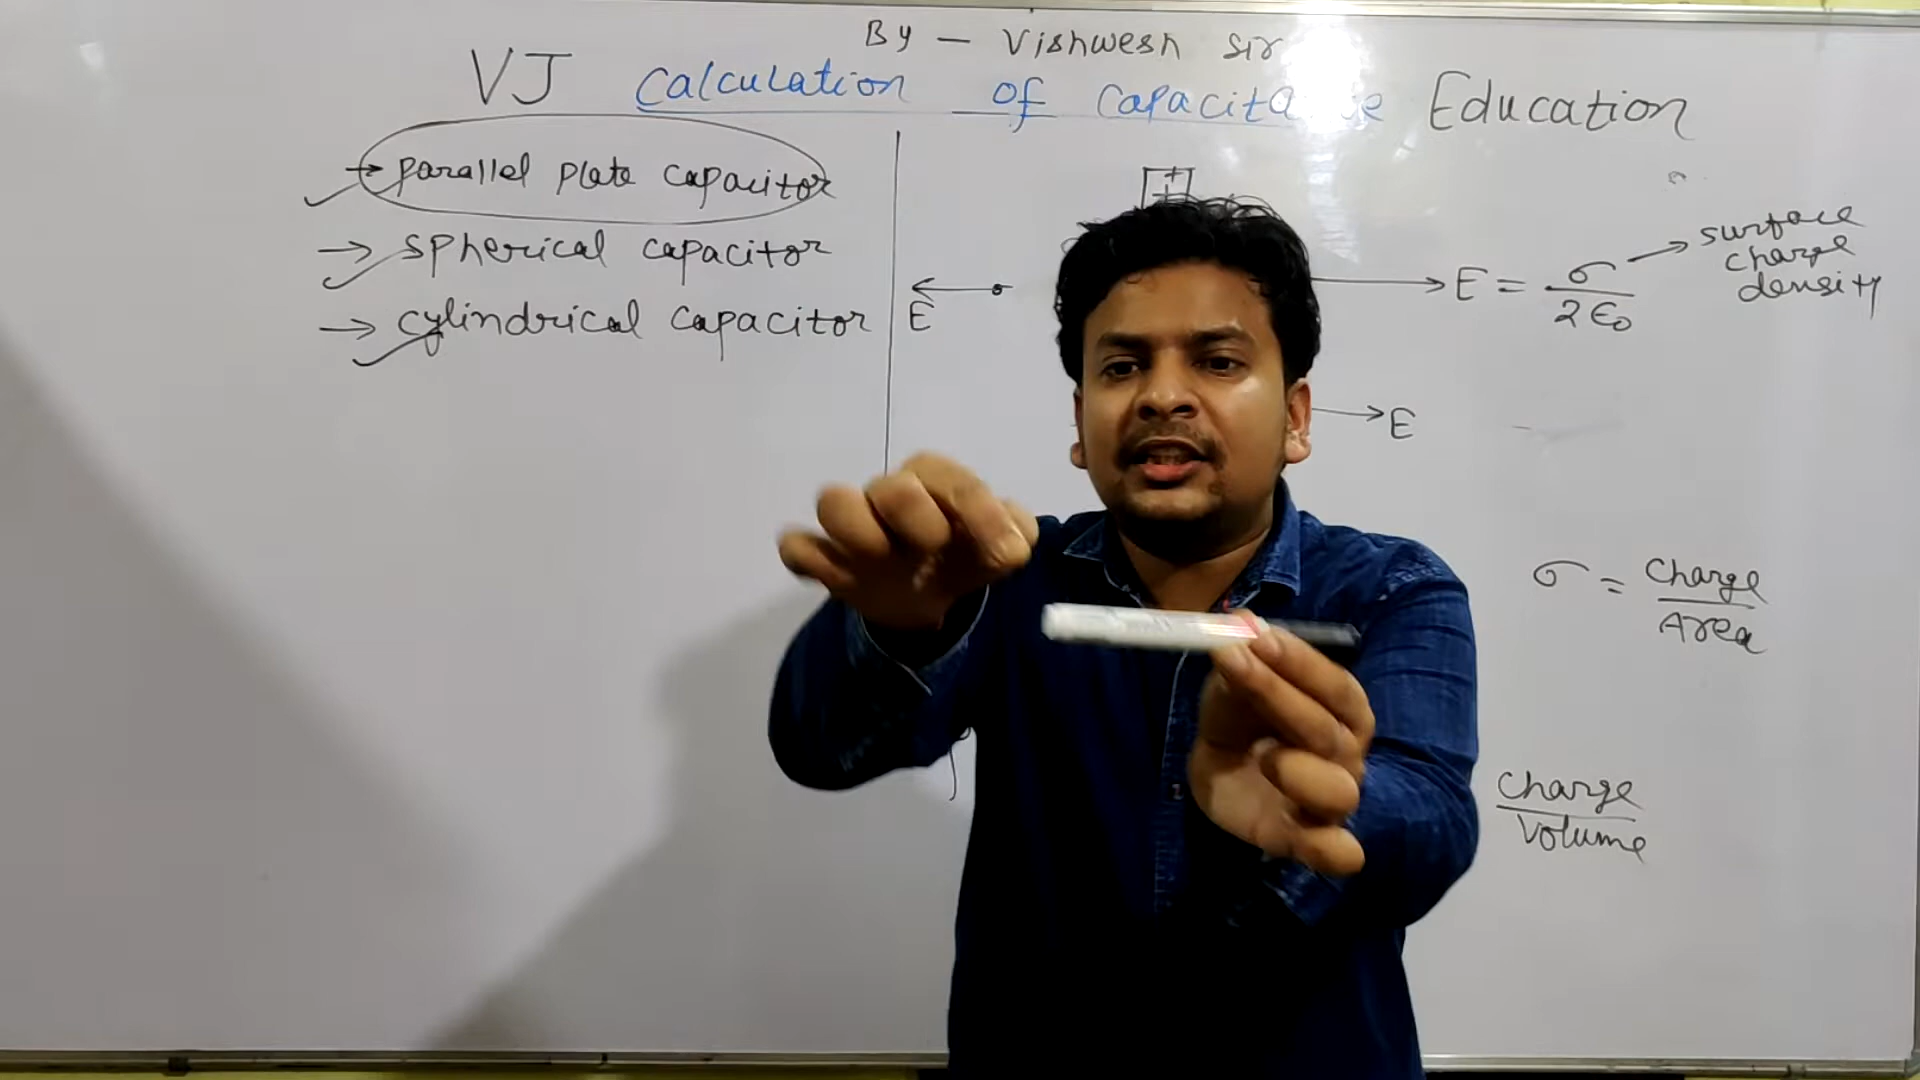 By - Vishwesh sir
VJ Calculation of Capacita e Education
→ parallel plate capacitor
→ spherical capacitor
→ cylindrical capacitor
+
+
E
E = σ / 2ε₀ → surface charge density
E
σ = Charge / Area
Charge / Volume